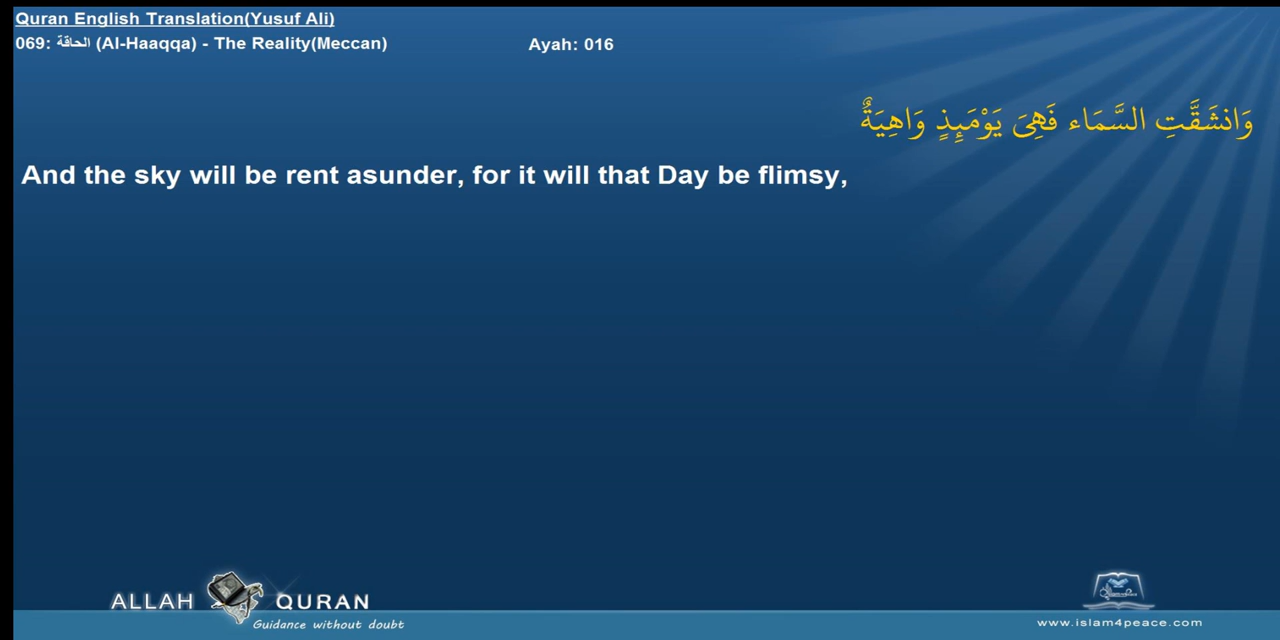 Quran English Translation(Yusuf Ali)
069: الحاقة (Al-Haaqqa) - The Reality(Meccan) Ayah: 016
وَانشَقَّتِ السَّمَاء فَهِىَ يَوْمَئِذٍ وَاهِيَةٌ
And the sky will be rent asunder, for it will that Day be flimsy,
ALLAH QURAN
Guidance without doubt
www.islam4peace.com